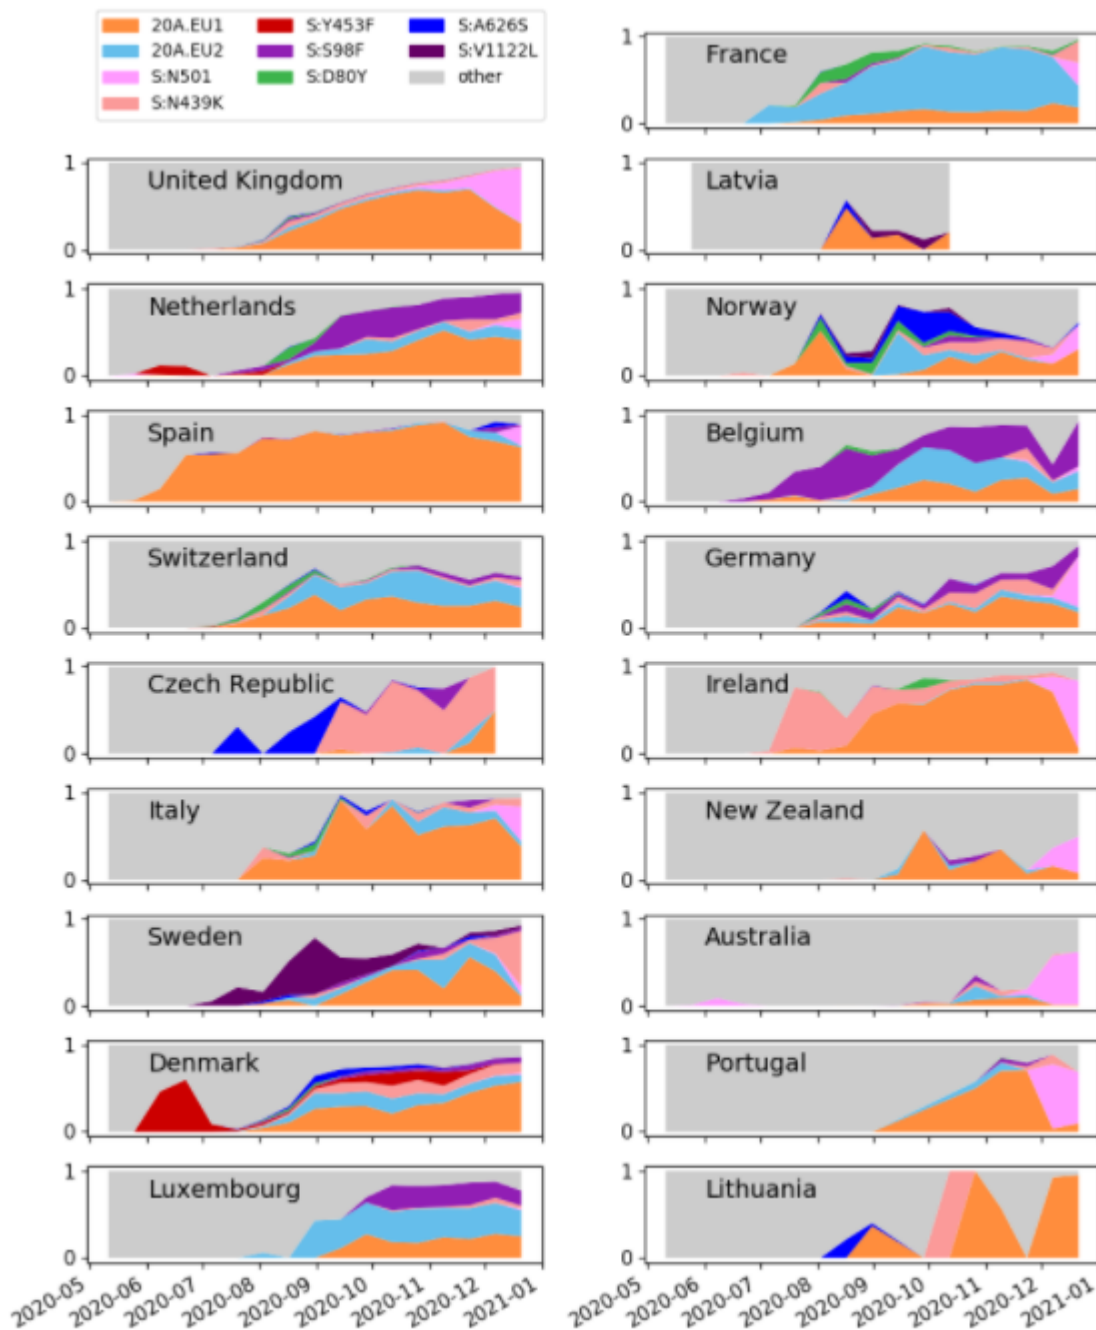 20A.EU1 S:Y453F S:A626S
20A.EU2 S:S98F S:V1122L
S:N501 S:D80Y other
S:N439K
1 France
0
1 United Kingdom
0
1 Latvia
0
1 Netherlands
0
1 Norway
0
1 Spain
0
1 Belgium
0
1 Switzerland
0
1 Germany
0
1 Czech Republic
0
1 Ireland
0
1 Italy
0
1 New Zealand
0
1 Sweden
0
1 Australia
0
1 Denmark
0
1 Portugal
0
1 Luxembourg
0
1 Lithuania
0
2020-05 2020-06 2020-07 2020-08 2020-09 2020-10 2020-11 2020-12 2021-01
2020-05 2020-06 2020-07 2020-08 2020-09 2020-10 2020-11 2020-12 2021-01